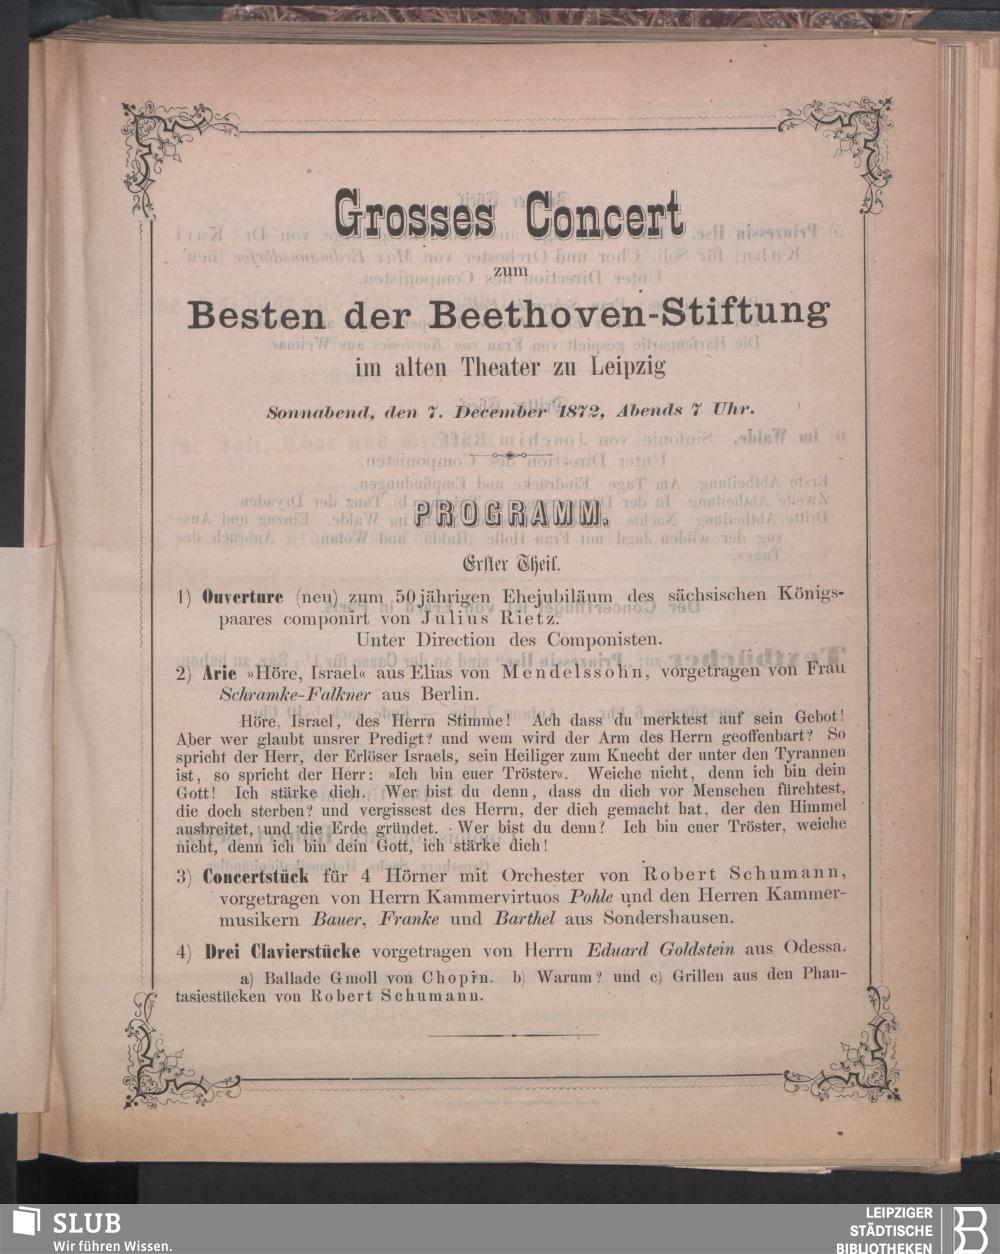 Grosses Concert
zum
Besten der Beethoven-Stiftung
im alten Theater zu Leipzig
Sonnabend, den 7. December 1872, Abends 7 Uhr.
PROGRAMM.
Erster Theil.
1) Ouverture (neu) zum 50jährigen Ehejubiläum des sächsischen Königs-
paares componirt von Julius Rietz.
Unter Direction des Componisten.
2) Arie »Höre, Israel« aus Elias von Mendelssohn, vorgetragen von Frau
Schramke-Falkner aus Berlin.
Höre, Israel, des Herrn Stimme! Ach dass du merktest auf sein Gebot!
Aber wer glaubt unsrer Predigt? und wem wird der Arm des Herrn geoffenbart? So
spricht der Herr, der Erlöser Israels, sein Heiliger zum Knecht der unter den Tyrannen
ist, so spricht der Herr: »Ich bin euer Tröster«. Weiche nicht, denn ich bin dein
Gott! Ich stärke dich. Wer bist du denn, dass du dich vor Menschen fürchtest,
die doch sterben? und vergissest des Herrn, der dich gemacht hat, der den Himmel
ausbreitet, und die Erde gründet. Wer bist du denn? Ich bin euer Tröster, weiche
nicht, denn ich bin dein Gott, ich stärke dich!
3) Concertstück für 4 Hörner mit Orchester von Robert Schumann,
vorgetragen von Herrn Kammervirtuos Pohle und den Herren Kammer-
musikern Bauer, Franke und Barthel aus Sondershausen.
4) Drei Clavierstücke vorgetragen von Herrn Eduard Goldstein aus Odessa.
a) Ballade Gmoll von Chopin. b) Warum? und c) Grillen aus den Phan-
tasiestücken von Robert Schumann.
SLUB
Wir führen Wissen.
LEIPZIGER
STÄDTISCHE
BIBLIOTHEKEN